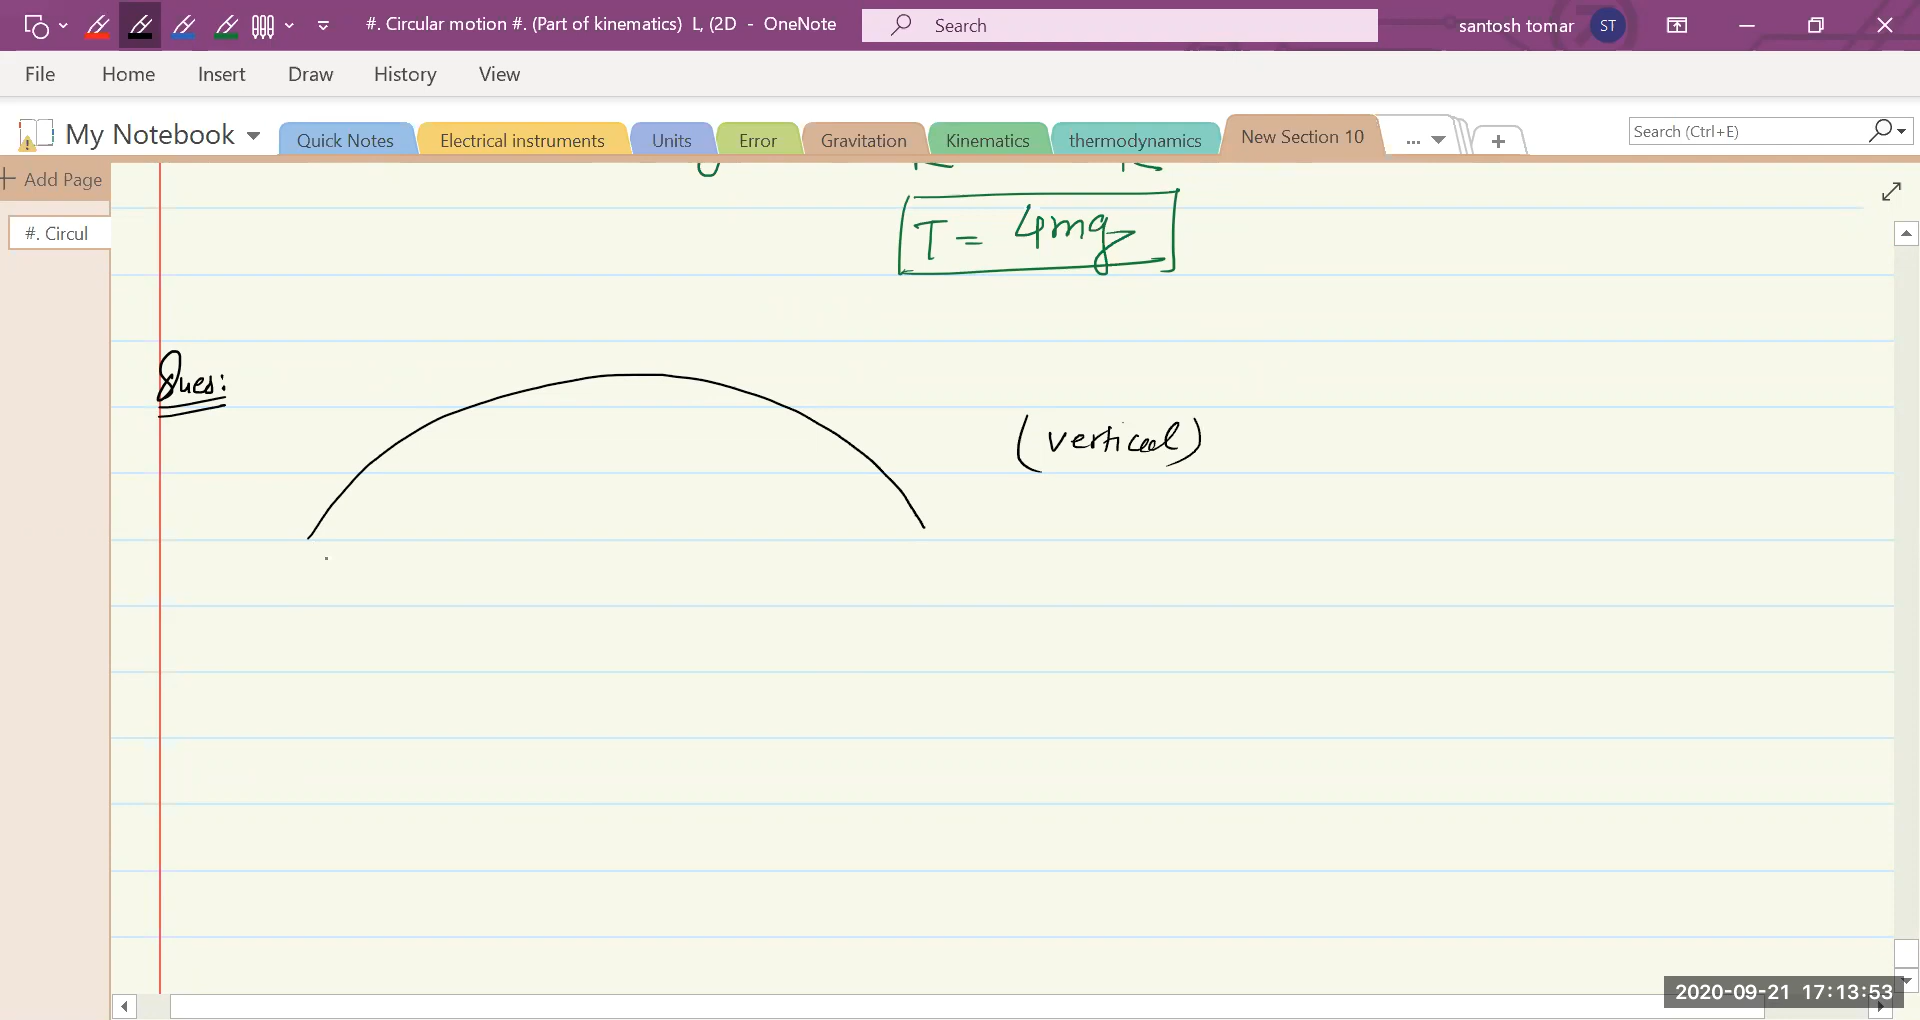 #. Circular motion #. (Part of kinematics) L, (2D - OneNote
Search
santosh tomar ST
File Home Insert Draw History View
My Notebook
Quick Notes Electrical instruments Units Error Gravitation Kinematics thermodynamics New Section 10 ... +
Search (Ctrl+E)
+ Add Page
#. Circul
T = 4mg
Ques:
(vertical)
2020-09-21 17:13:53